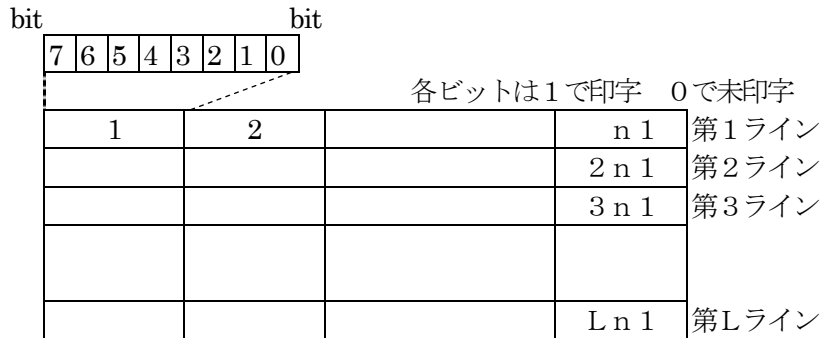 bit bit
7 6 5 4 3 2 1 0
各ビットは1で印字 0で未印字
1 2 n1 第1ライン
2n1 第2ライン
3n1 第3ライン
Ln1 第Lライン